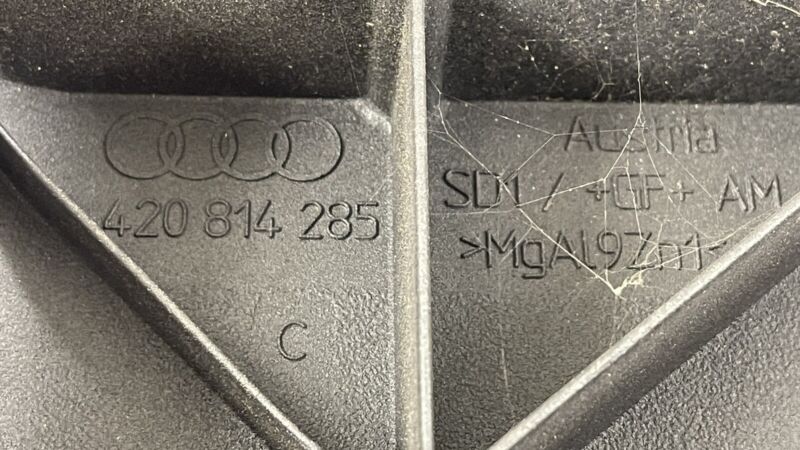 420 814 285
C
Austria
SD1 / +GF+ AM
>MgAl9Zn1<